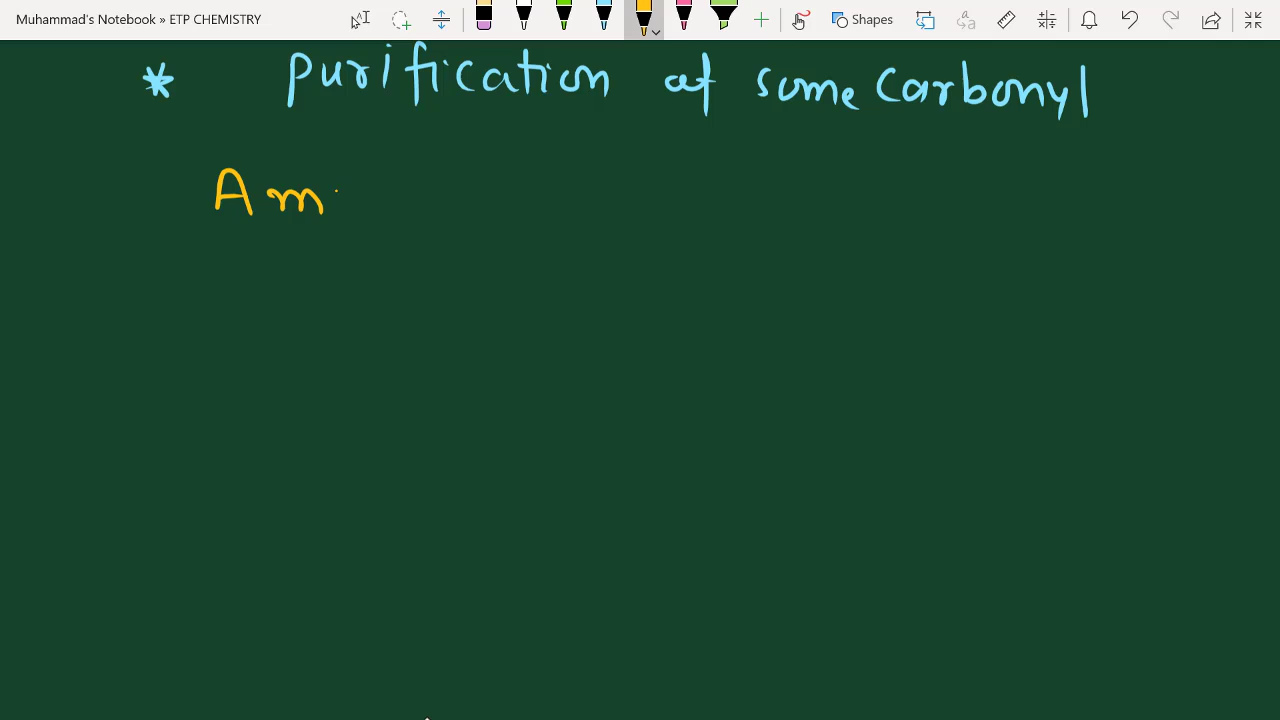 Muhammad's Notebook » ETP CHEMISTRY
Shapes
* purification of some carbonyl
Am